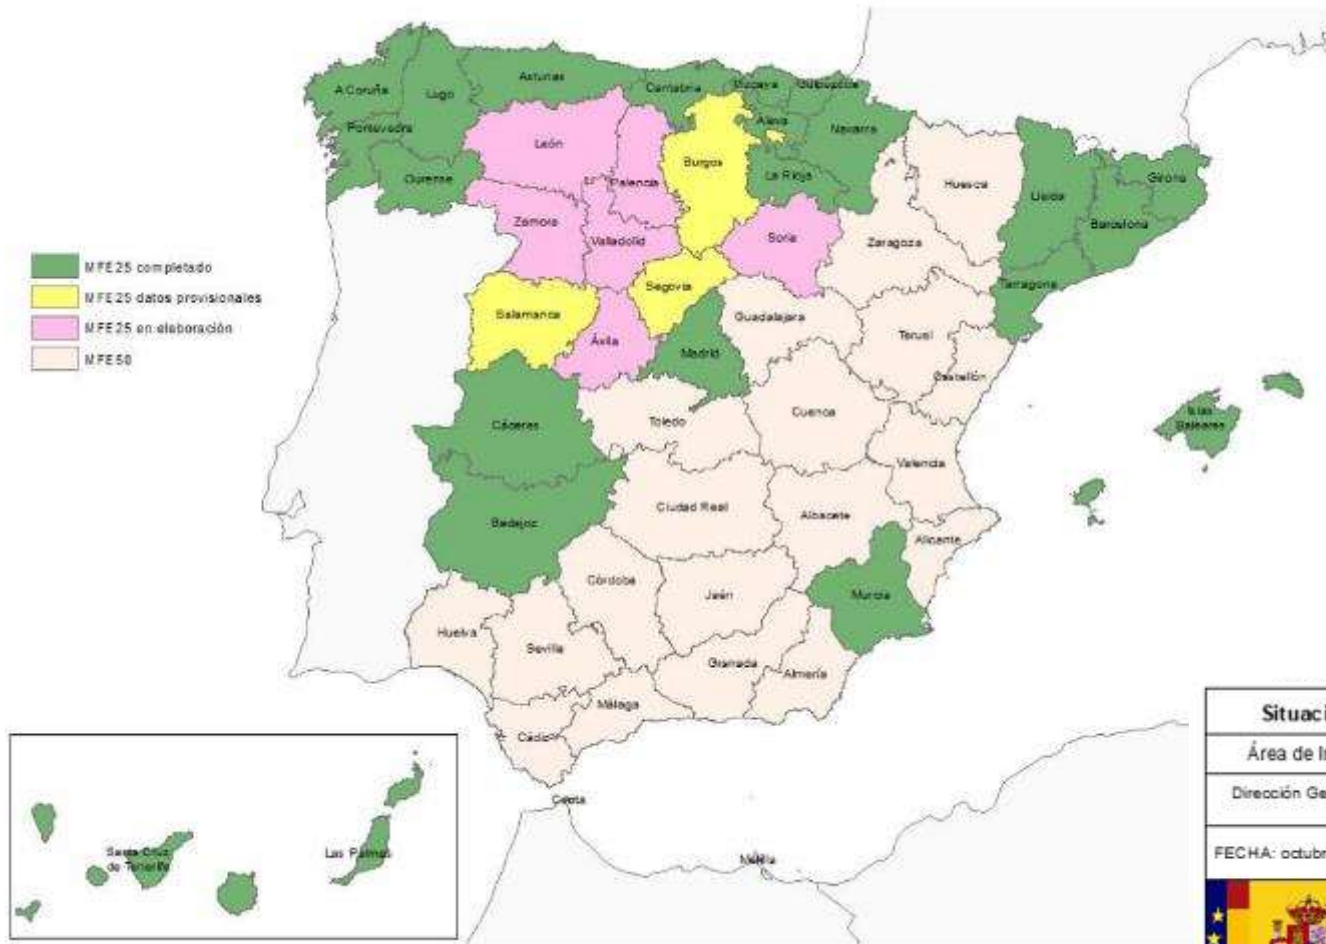 A Coruña
Lugo
Asturias
Cantabria
Vizcaya
Guipúzcoa
Pontevedra
Ourense
León
Palencia
Burgos
Álava
Navarra
La Rioja
Huesca
Lleida
Girona
Barcelona
Tarragona
Zamora
Valladolid
Soria
Zaragoza
MFE25 completado
MFE25 datos provisionales
MFE25 en elaboración
MFE50
Salamanca
Segovia
Ávila
Madrid
Guadalajara
Teruel
Castellón
Cáceres
Toledo
Cuenca
Valencia
Islas
Baleares
Badajoz
Ciudad Real
Albacete
Alicante
Murcia
Córdoba
Jaén
Huelva
Sevilla
Granada
Almería
Málaga
Cádiz
Ceuta
Melilla
Santa Cruz
de Tenerife
Las Palmas
Situaci
Área de I
Dirección Ge
FECHA: octubr